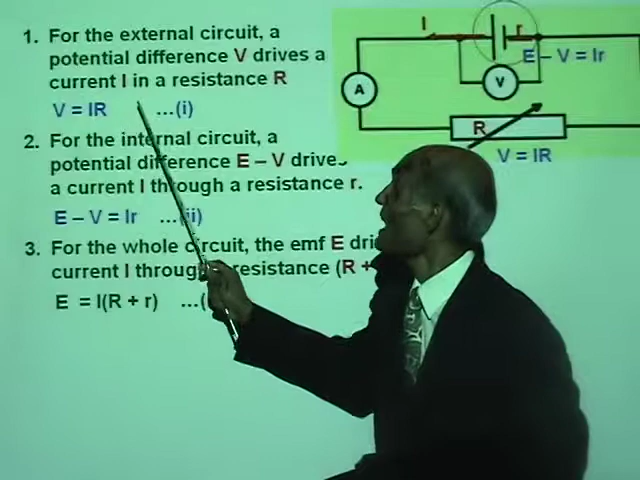 1. For the external circuit, a
potential difference V drives a
current I in a resistance R
V = IR ...(i)
2. For the internal circuit, a
potential difference E – V drives
a current I through a resistance r.
E – V = Ir ...(ii)
3. For the whole circuit, the emf E
current I through resistance (R +
E = I(R + r) ...(
I
r
E – V = Ir
A
V
R
V = IR